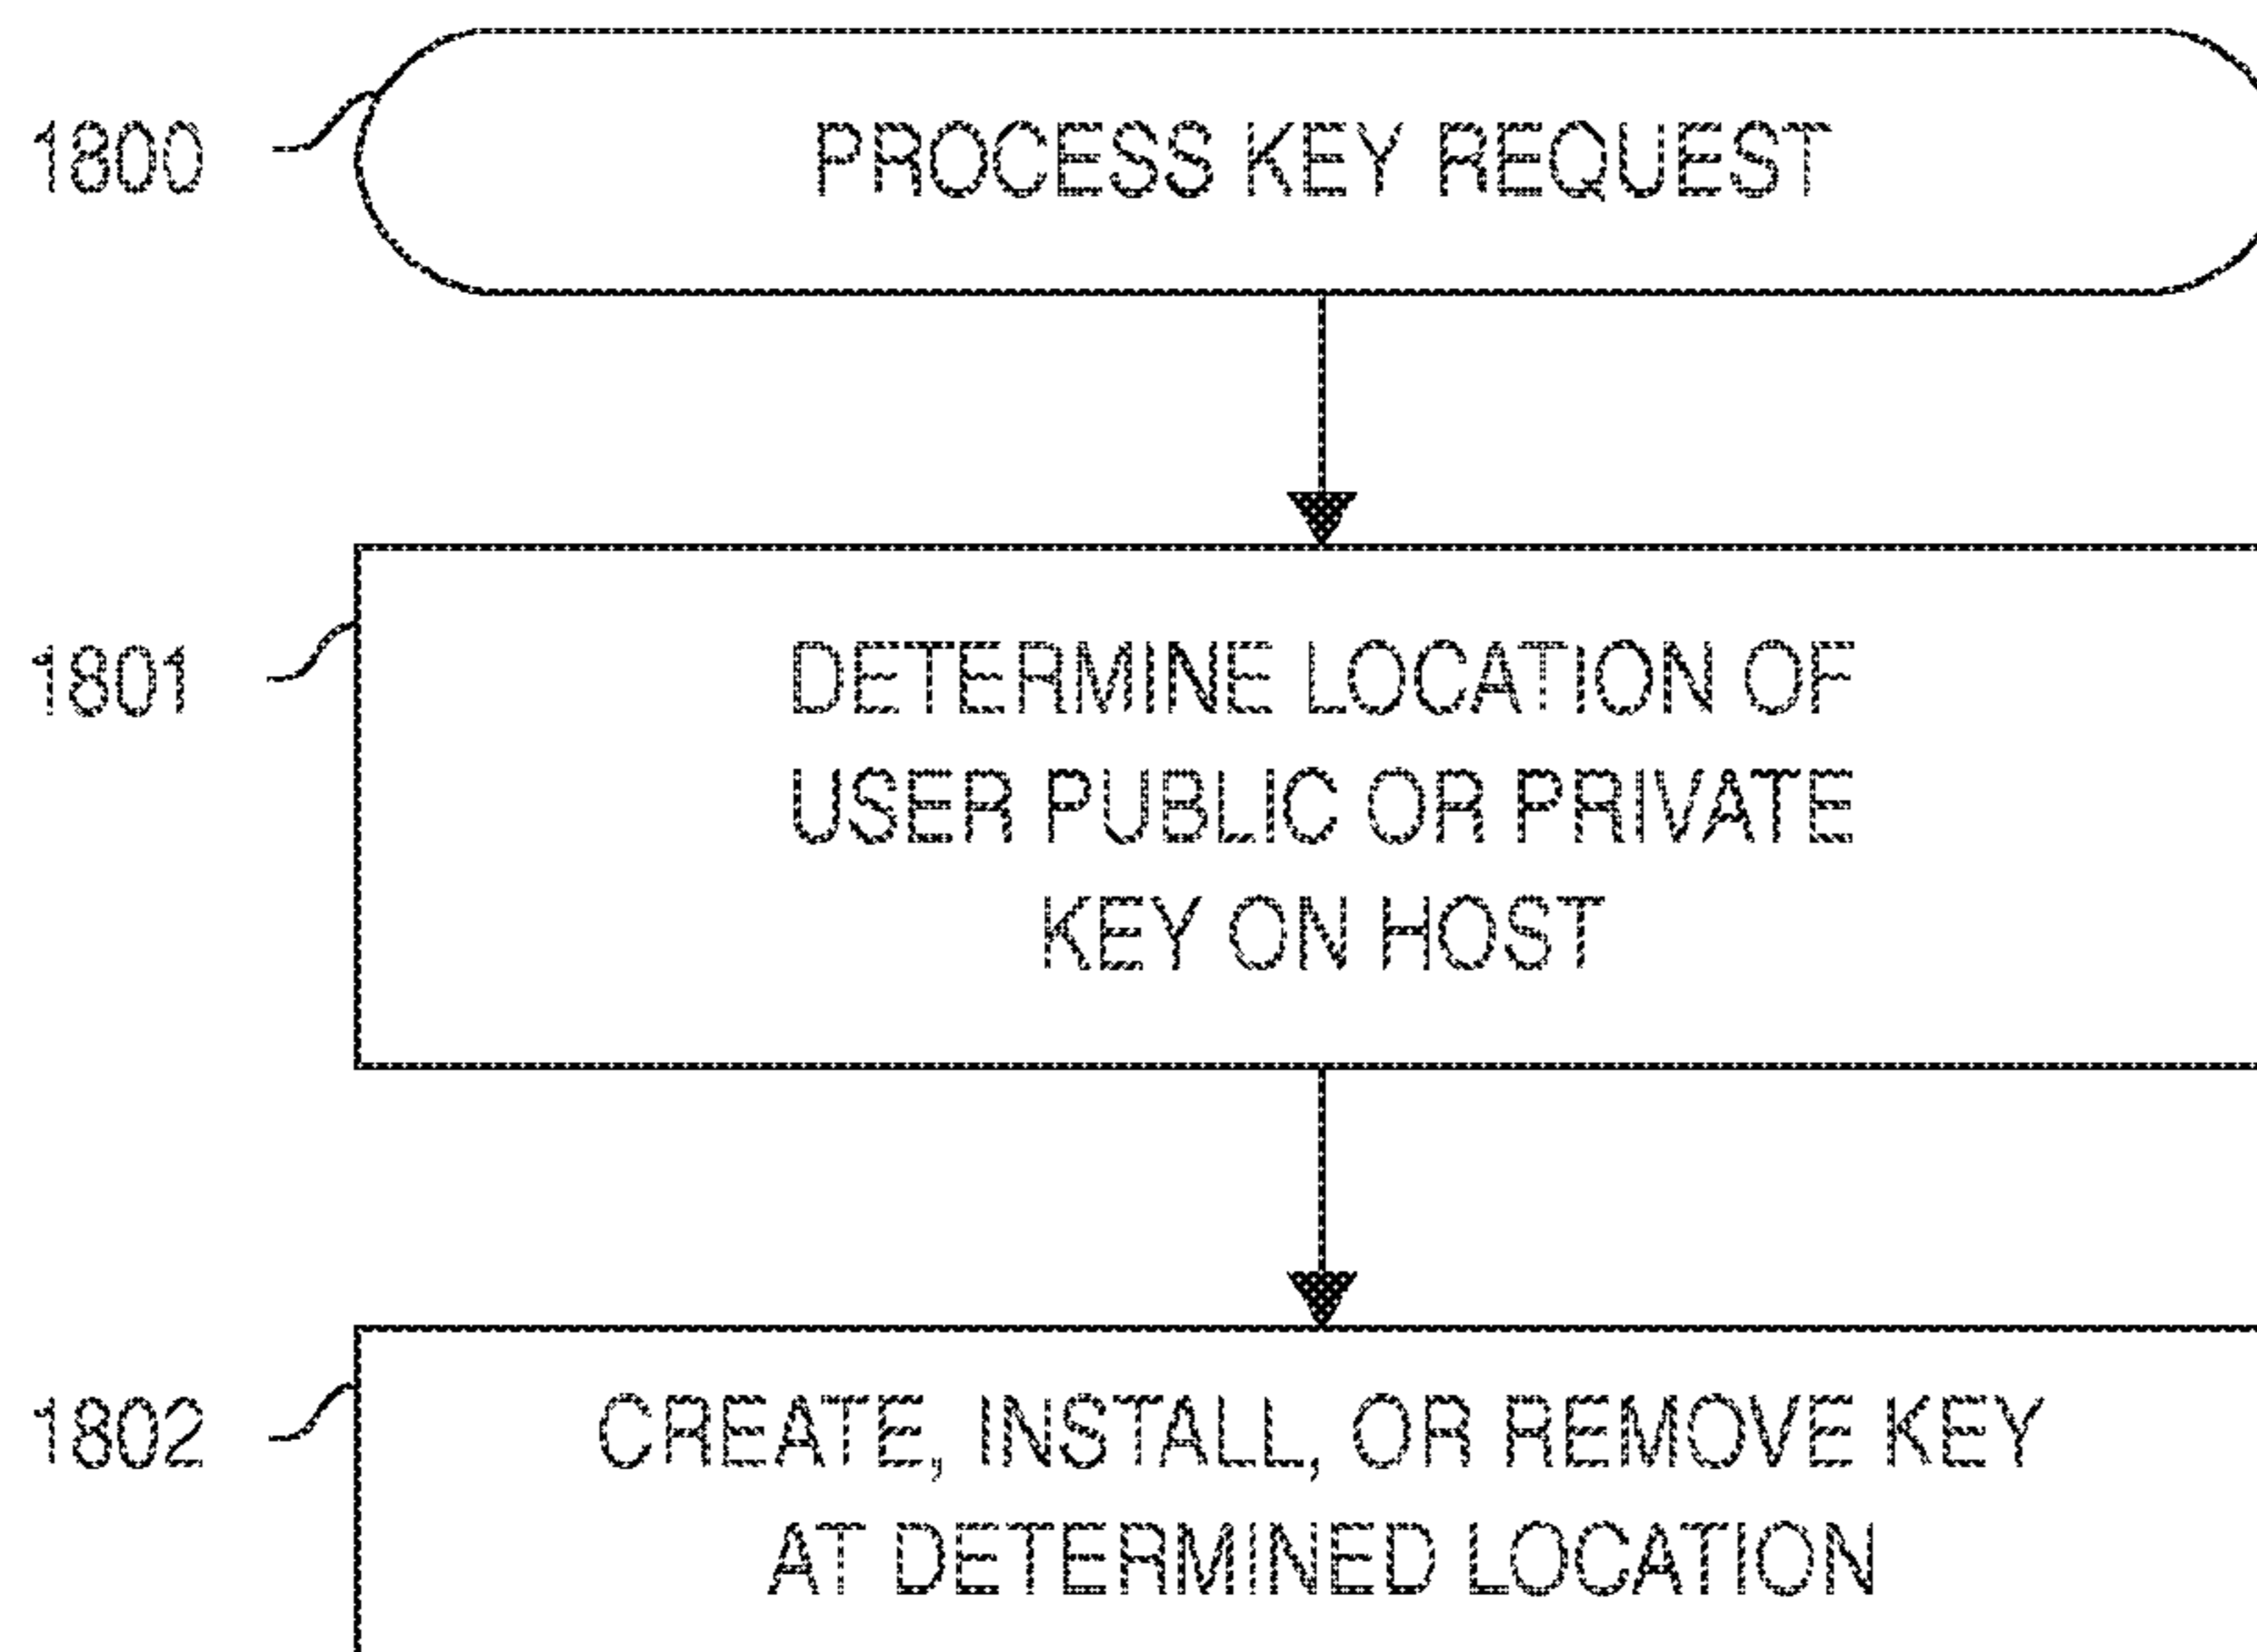 1800 PROCESS KEY REQUEST
1801 DETERMINE LOCATION OF
USER PUBLIC OR PRIVATE
KEY ON HOST
1802 CREATE, INSTALL, OR REMOVE KEY
AT DETERMINED LOCATION